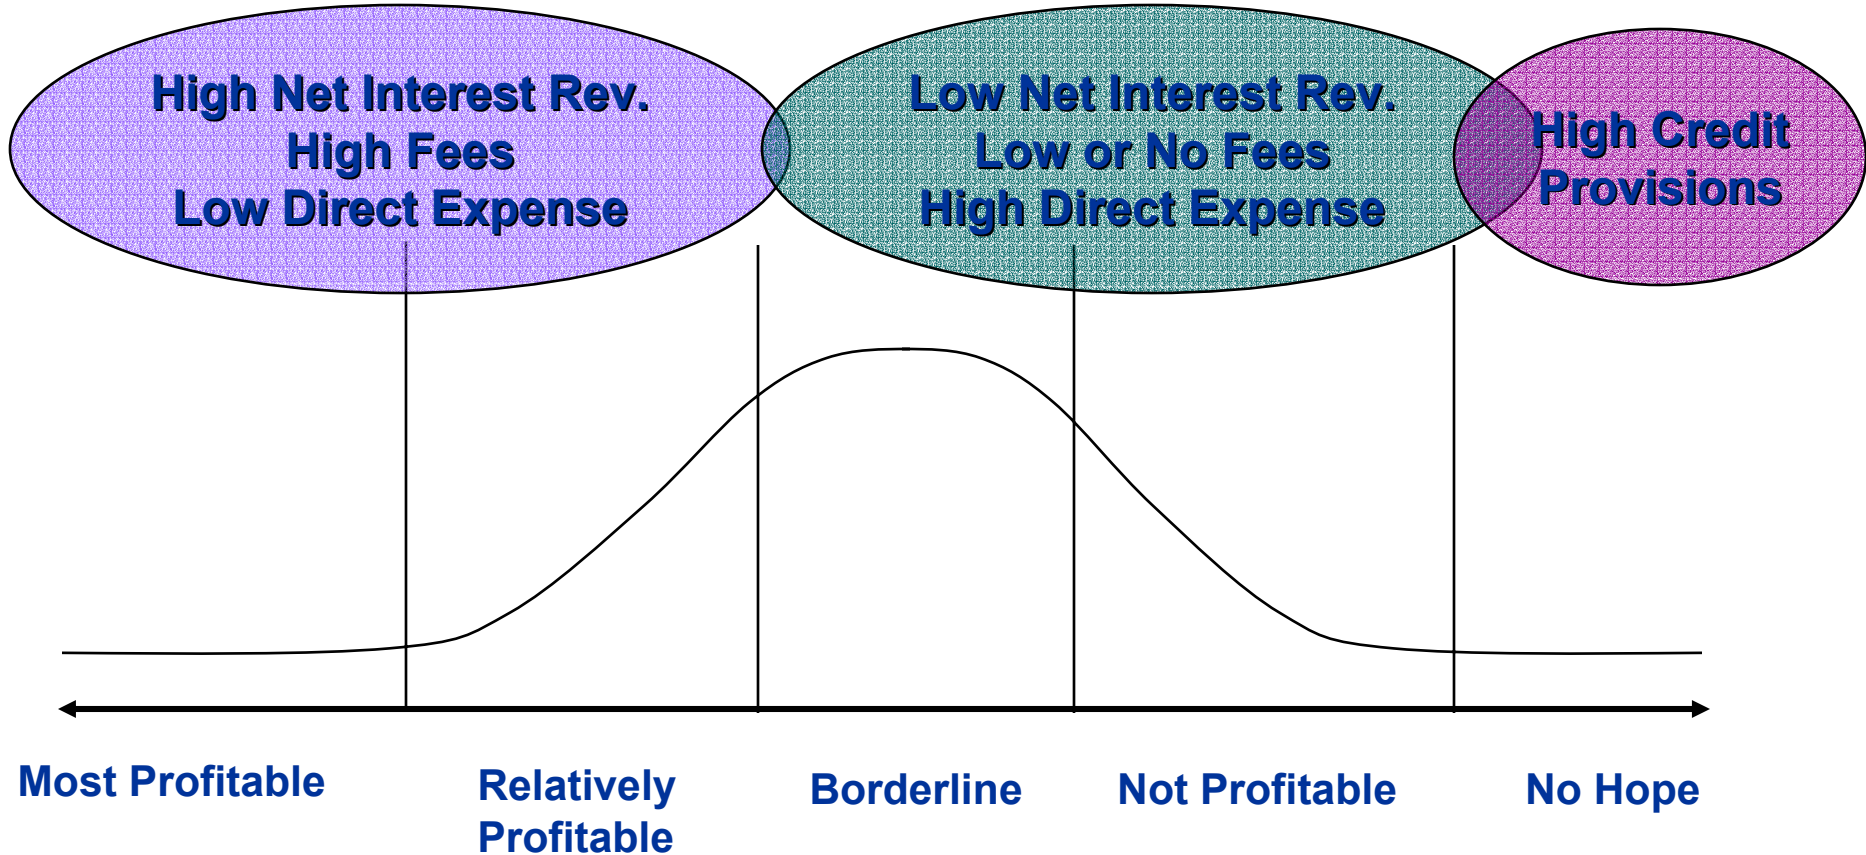 High Net Interest Rev.
High Fees
Low Direct Expense
Low Net Interest Rev.
Low or No Fees
High Direct Expense
High Credit
Provisions
Most Profitable
Relatively
Profitable
Borderline
Not Profitable
No Hope